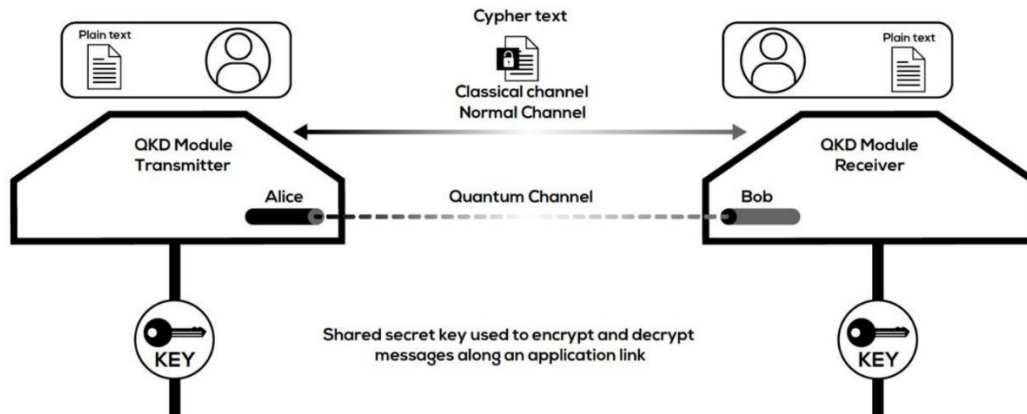 Cypher text
Plain text
Plain text
Classical channel
Normal Channel
QKD Module
Transmitter
QKD Module
Receiver
Alice
Quantum Channel
Bob
Shared secret key used to encrypt and decrypt
messages along an application link
KEY
KEY